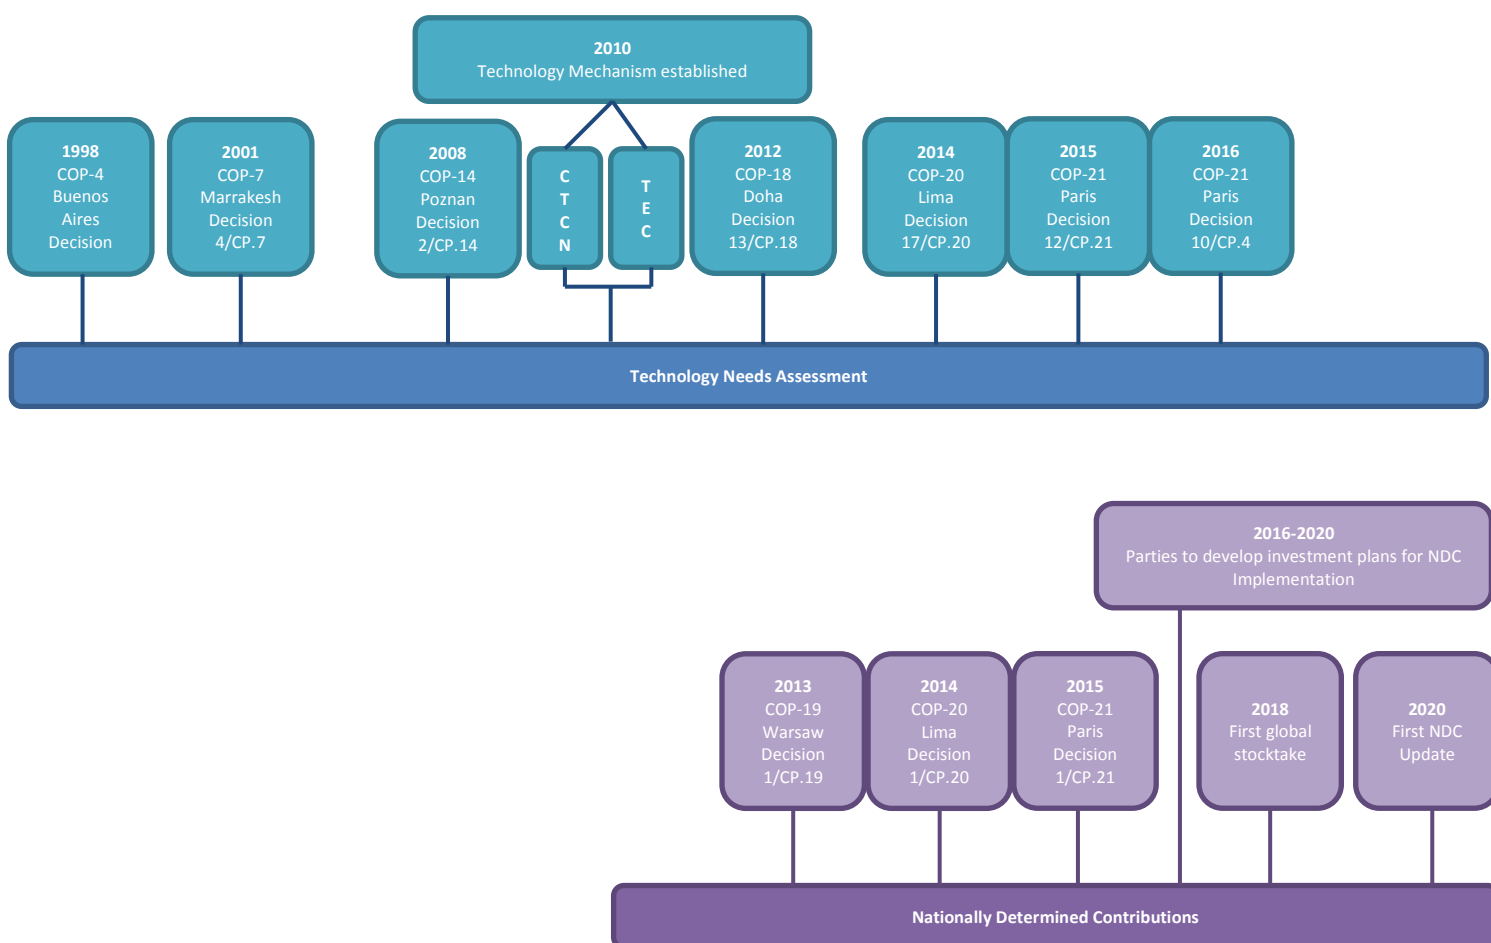 2010
Technology Mechanism established
1998
COP-4
Buenos
Aires
Decision
2001
COP-7
Marrakesh
Decision
4/CP.7
2008
COP-14
Poznan
Decision
2/CP.14
C
T
C
N
T
E
C
2012
COP-18
Doha
Decision
13/CP.18
2014
COP-20
Lima
Decision
17/CP.20
2015
COP-21
Paris
Decision
12/CP.21
2016
COP-21
Paris
Decision
10/CP.4
Technology Needs Assessment
2016-2020
Parties to develop investment plans for NDC
Implementation
2013
COP-19
Warsaw
Decision
1/CP.19
2014
COP-20
Lima
Decision
1/CP.20
2015
COP-21
Paris
Decision
1/CP.21
2018
First global
stocktake
2020
First NDC
Update
Nationally Determined Contributions